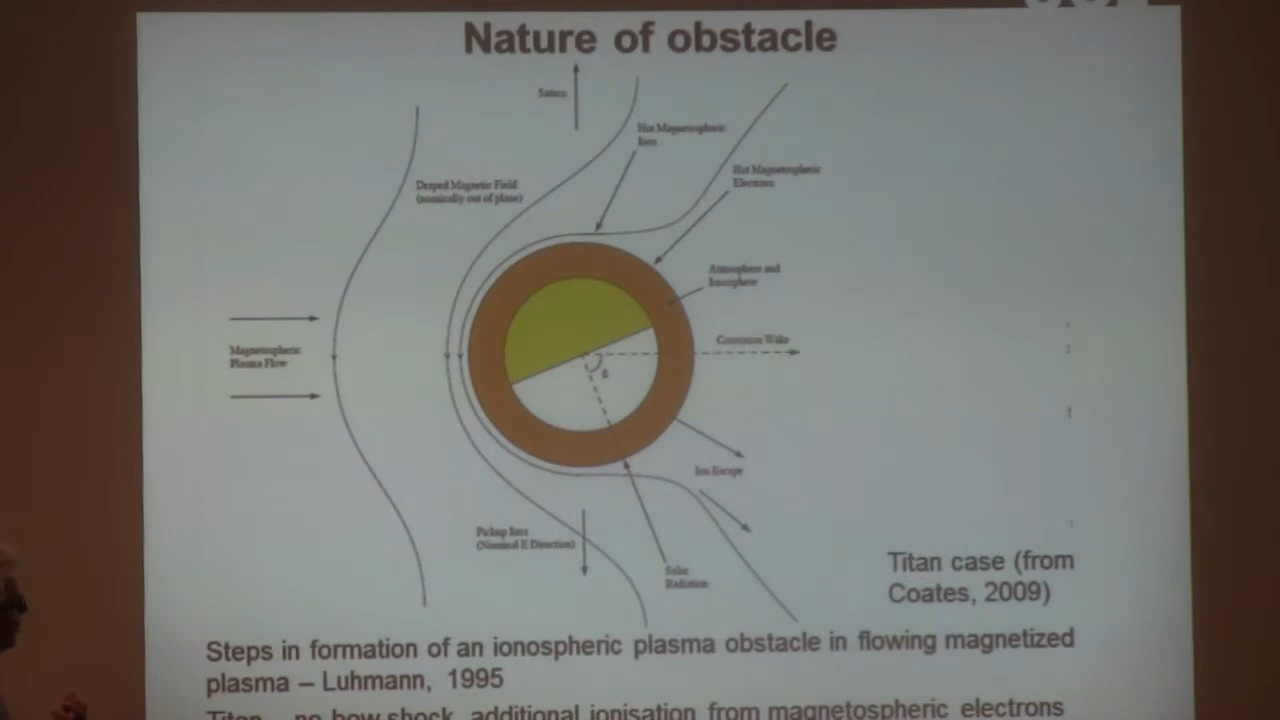 Nature of obstacle
Saturn
Hot Magnetospheric
Ions
Hot Magnetospheric
Electrons
Draped Magnetic Field
(nominally out of plane)
Atmosphere and
Ionosphere
Corotation Wake
Magnetospheric
Plasma Flow
Ion Escape
Pickup Ions
(Nominal E Direction)
Solar
Radiation
Titan case (from
Coates, 2009)
Steps in formation of an ionospheric plasma obstacle in flowing magnetized
plasma – Luhmann, 1995
Titan – no bow shock, additional ionisation from magnetospheric electrons